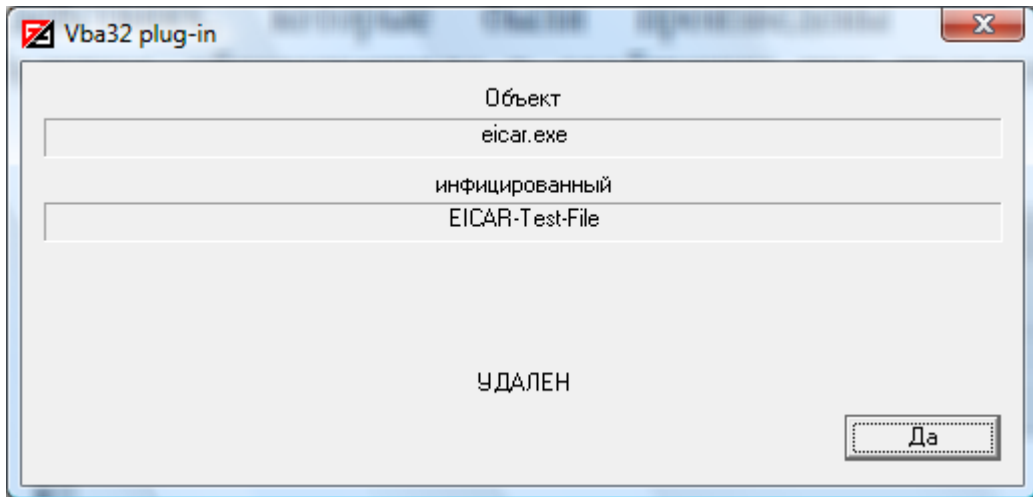 Vba32 plug-in
Объект
eicar.exe
инфицированный
EICAR-Test-File
УДАЛЕН
Да